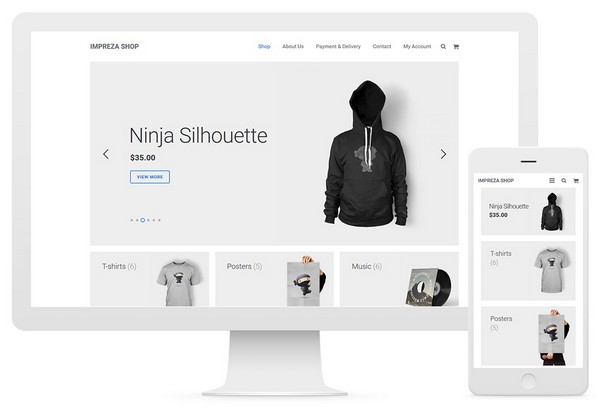 IMPREZA SHOP
Shop About Us Payment & Delivery Contact My Account
Ninja Silhouette
$35.00
VIEW MORE
T-shirts (6)
Posters (5)
Music (6)
IMPREZA SHOP
Ninja Silhouette
$35.00
T-shirts
(6)
Posters
(5)